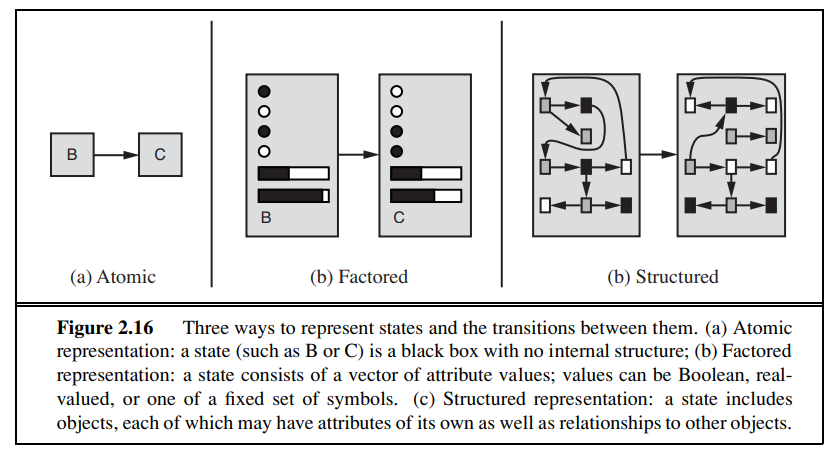 B
C
B
C
(a) Atomic
(b) Factored
(b) Structured
Figure 2.16 Three ways to represent states and the transitions between them. (a) Atomic
representation: a state (such as B or C) is a black box with no internal structure; (b) Factored
representation: a state consists of a vector of attribute values; values can be Boolean, real-
valued, or one of a fixed set of symbols. (c) Structured representation: a state includes
objects, each of which may have attributes of its own as well as relationships to other objects.